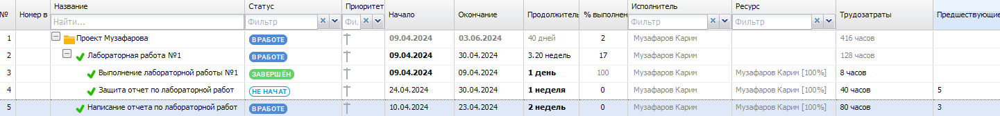 № Номер в Название Статус Приоритет Начало Окончание Продолжитель % выполнен Исполнитель Ресурс Трудозатраты Предшествующие
Найти... Фильтр Фил Фильтр Фильтр
1 Проект Музафарова В РАБОТЕ 09.04.2024 03.06.2024 40 дней 2 Музафаров Карим 416 часов
2 Лабораторная работа №1 В РАБОТЕ 09.04.2024 30.04.2024 3.20 недель 17 Музафаров Карим 128 часов
3 Выполнение лабораторной работы №1 ЗАВЕРШЁН 09.04.2024 09.04.2024 1 день 100 Музафаров Карим Музафаров Карим [100%] 8 часов
4 Защита отчет по лабораторной работ НЕ НАЧАТ 24.04.2024 30.04.2024 1 неделя 0 Музафаров Карим Музафаров Карим [100%] 40 часов 5
5 Написание отчета по лабораторной работ В РАБОТЕ 10.04.2024 23.04.2024 2 недель 0 Музафаров Карим Музафаров Карим [100%] 80 часов 3